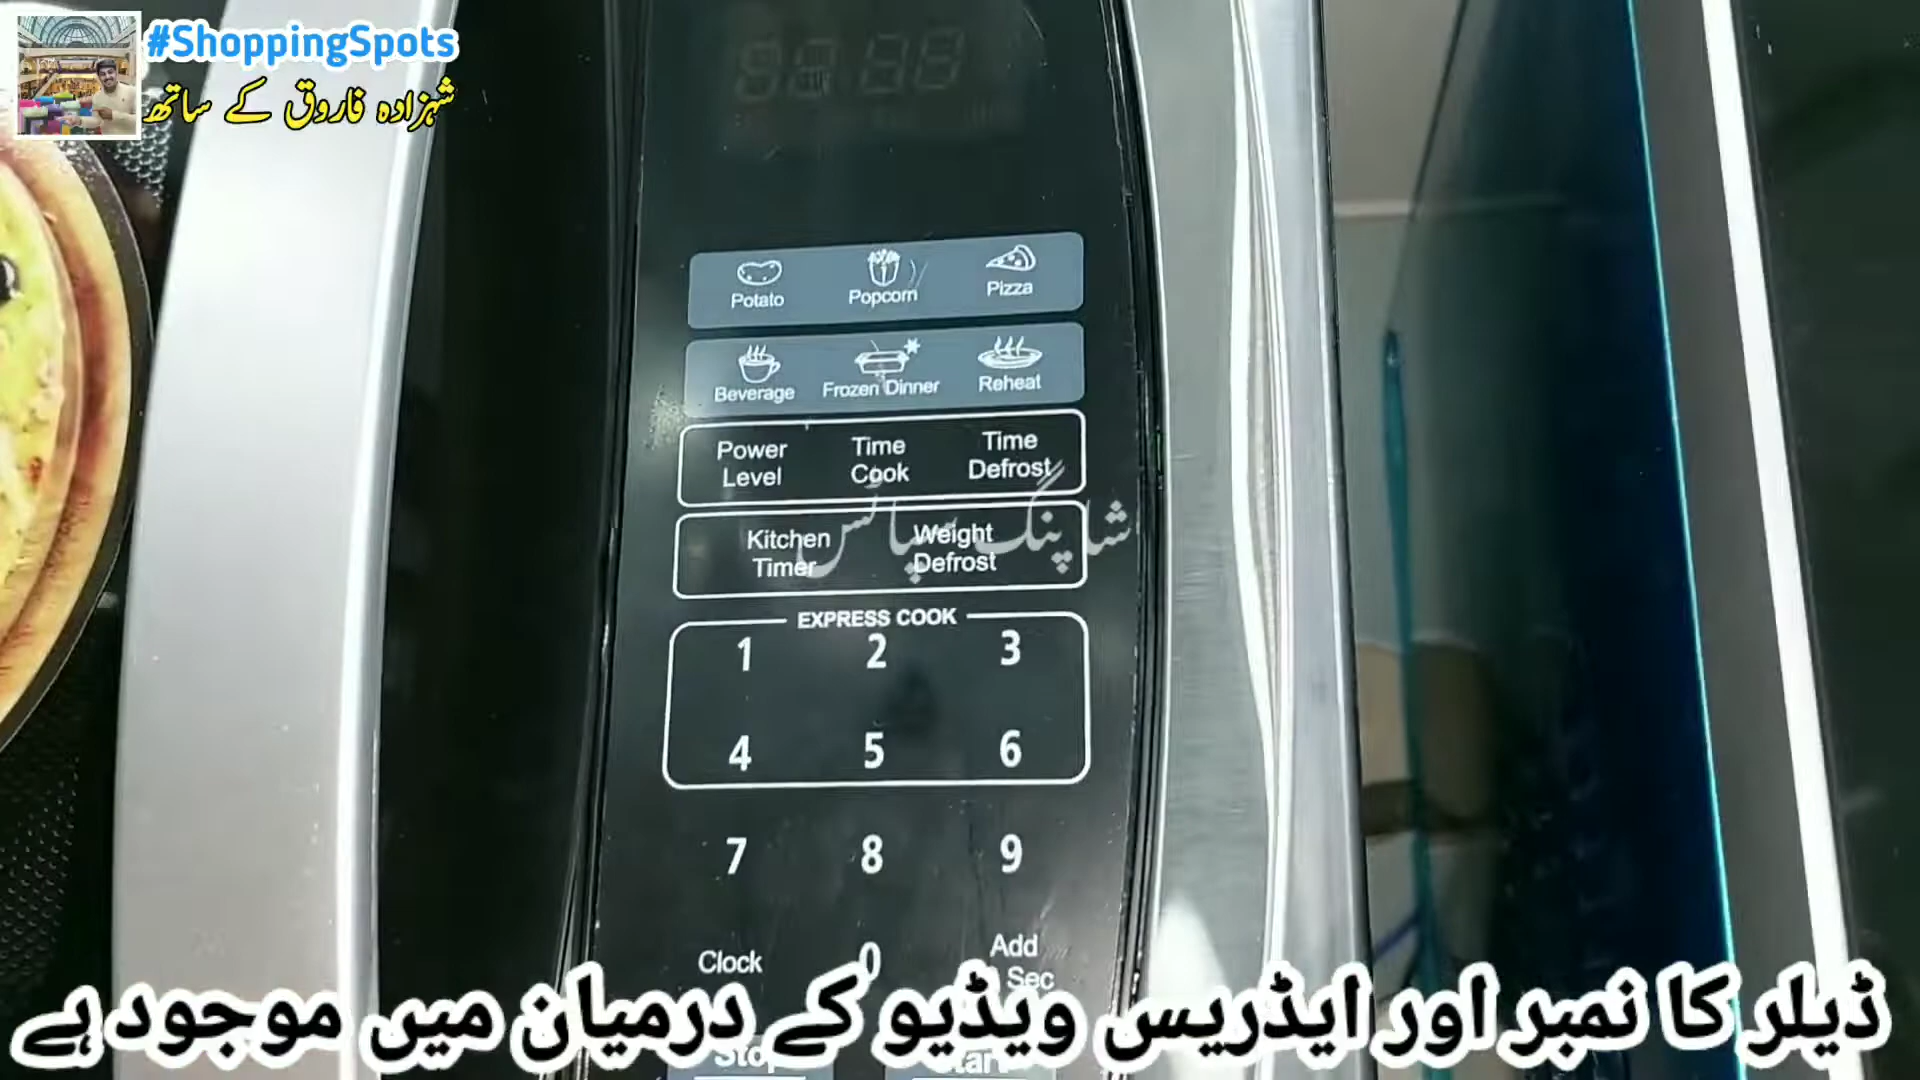 #ShoppingSpots
شہزادہ فاروق کے ساتھ
Potato Popcorn Pizza
Beverage Frozen Dinner Reheat
Power Level Time Cook Time Defrost
Kitchen Timer Weight Defrost
شاپنگ سپاٹس
EXPRESS COOK
1 2 3
4 5 6
7 8 9
Clock 0 Add
Sec
ڈیلر کا نمبر اور ایڈریس ویڈیو کے درمیان میں موجود ہے
Stop Start